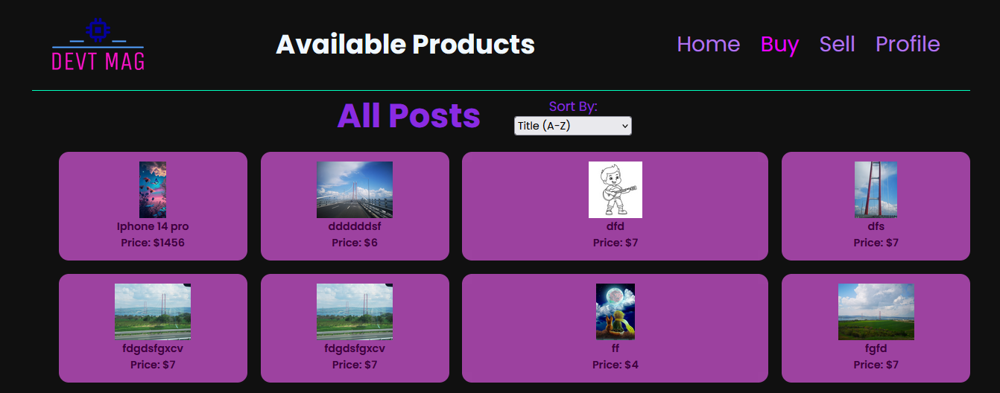 DEVT MAG
Available Products
Home Buy Sell Profile
All Posts
Sort By:
Title (A-Z)
Iphone 14 pro
Price: $1456
ddddddsf
Price: $6
dfd
Price: $7
dfs
Price: $7
fdgdsfgxcv
Price: $7
fdgdsfgxcv
Price: $7
ff
Price: $4
fgfd
Price: $7